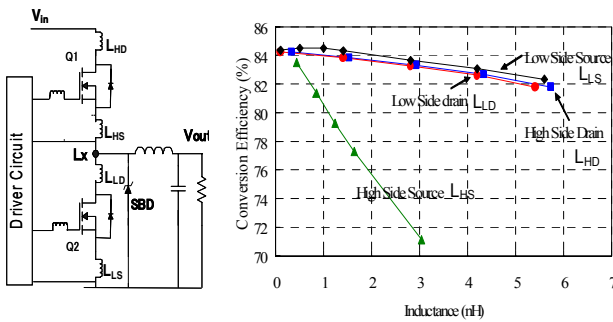 Vin
LHD
Q1
Driver Circuit
LHS
Vout
Lx
LLD
SBD
Q2
LLS
Conversion Efficiency (%)
86
84
82
80
78
76
74
72
70
0
1
2
3
4
5
6
7
Inductance (nH)
Low Side Source
LLS
Low Side drain LLD
High Side Drain
LHD
High Side Source LHS